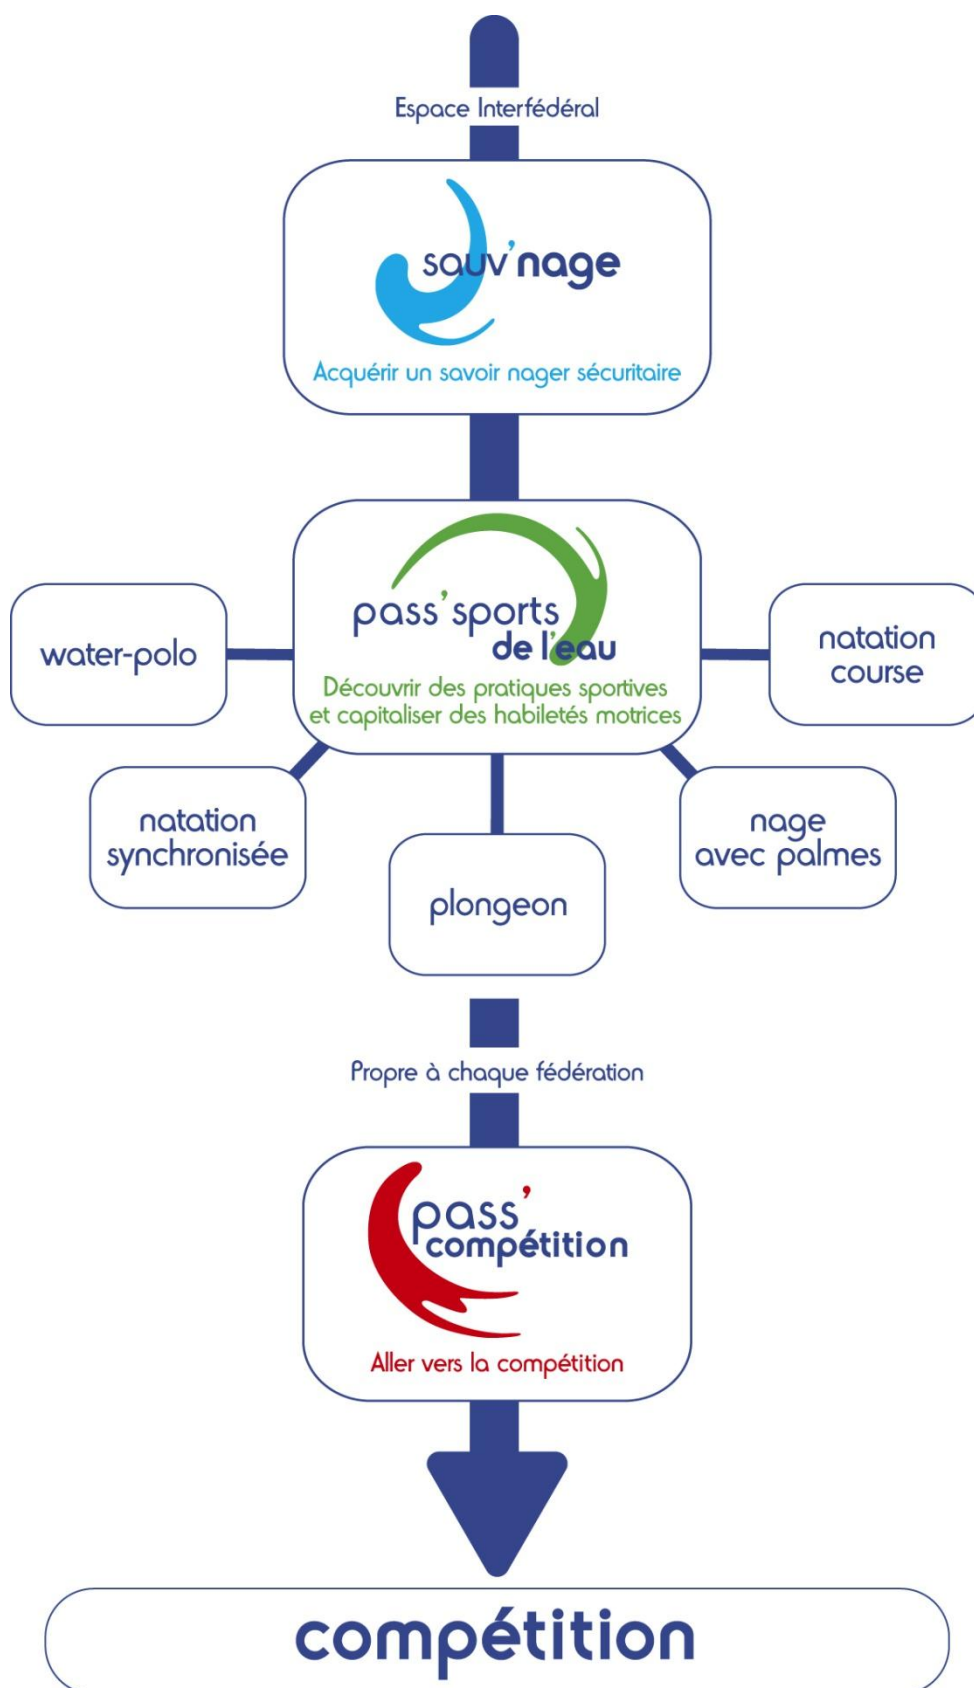 Espace Interfédéral
sauv'nage
Acquérir un savoir nager sécuritaire
pass'sports
de l'eau
Découvrir des pratiques sportives
et capitaliser des habiletés motrices
water-polo
natation
course
natation
synchronisée
nage
avec palmes
plongeon
Propre à chaque fédération
pass'
compétition
Aller vers la compétition
compétition